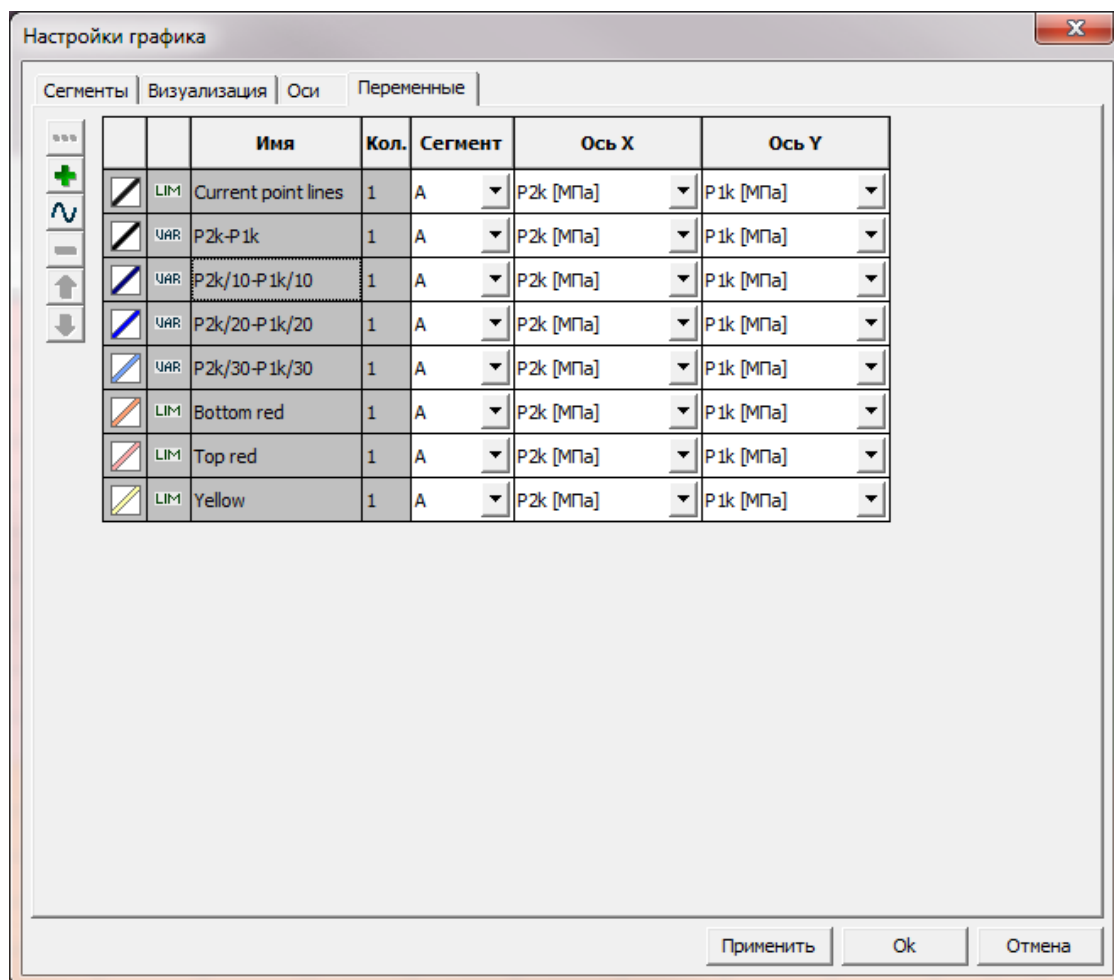 Настройки графика
Сегменты Визуализация Оси Переменные
Имя Кол. Сегмент Ось X Ось Y
LIM Current point lines 1 A P2k [МПа] P1k [МПа]
VAR P2k-P1k 1 A P2k [МПа] P1k [МПа]
VAR P2k/10-P1k/10 1 A P2k [МПа] P1k [МПа]
VAR P2k/20-P1k/20 1 A P2k [МПа] P1k [МПа]
VAR P2k/30-P1k/30 1 A P2k [МПа] P1k [МПа]
LIM Bottom red 1 A P2k [МПа] P1k [МПа]
LIM Top red 1 A P2k [МПа] P1k [МПа]
LIM Yellow 1 A P2k [МПа] P1k [МПа]
Применить Ok Отмена